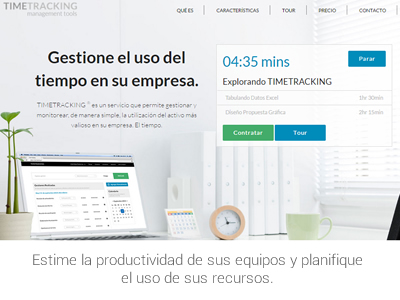 TIMETRACKING
management tools
QUÉ ES CARACTERÍSTICAS TOUR PRECIO CONTACTO
Gestione el uso del
tiempo en su empresa.
TIMETRACKING © es un servicio que permite gestionar y
monitorear, de manera simple, la utilización del activo más
valioso en su empresa. El tiempo.
04:35 mins
Parar
Explorando TIMETRACKING
Tabulando Datos Excel 1hr 30min
Diseño Propuesta Gráfica 2hr 15min
Contratar Tour
Estime la productividad de sus equipos y planifique
el uso de sus recursos.